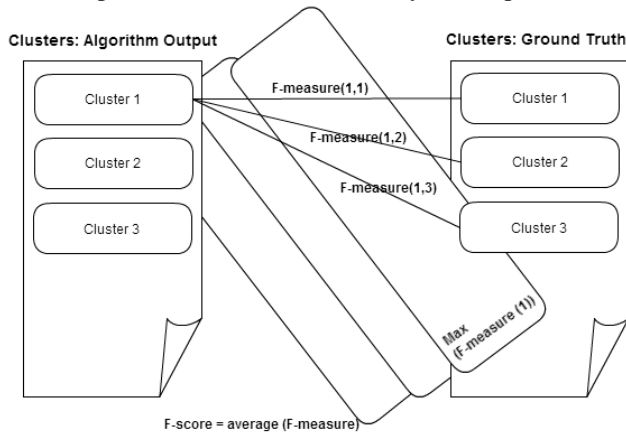 Clusters: Algorithm Output
Clusters: Ground Truth
Cluster 1
F-measure(1,1)
Cluster 1
F-measure(1,2)
Cluster 2
Cluster 2
F-measure(1,3)
Cluster 3
Cluster 3
Max
(F-measure (1))
F-score = average (F-measure)